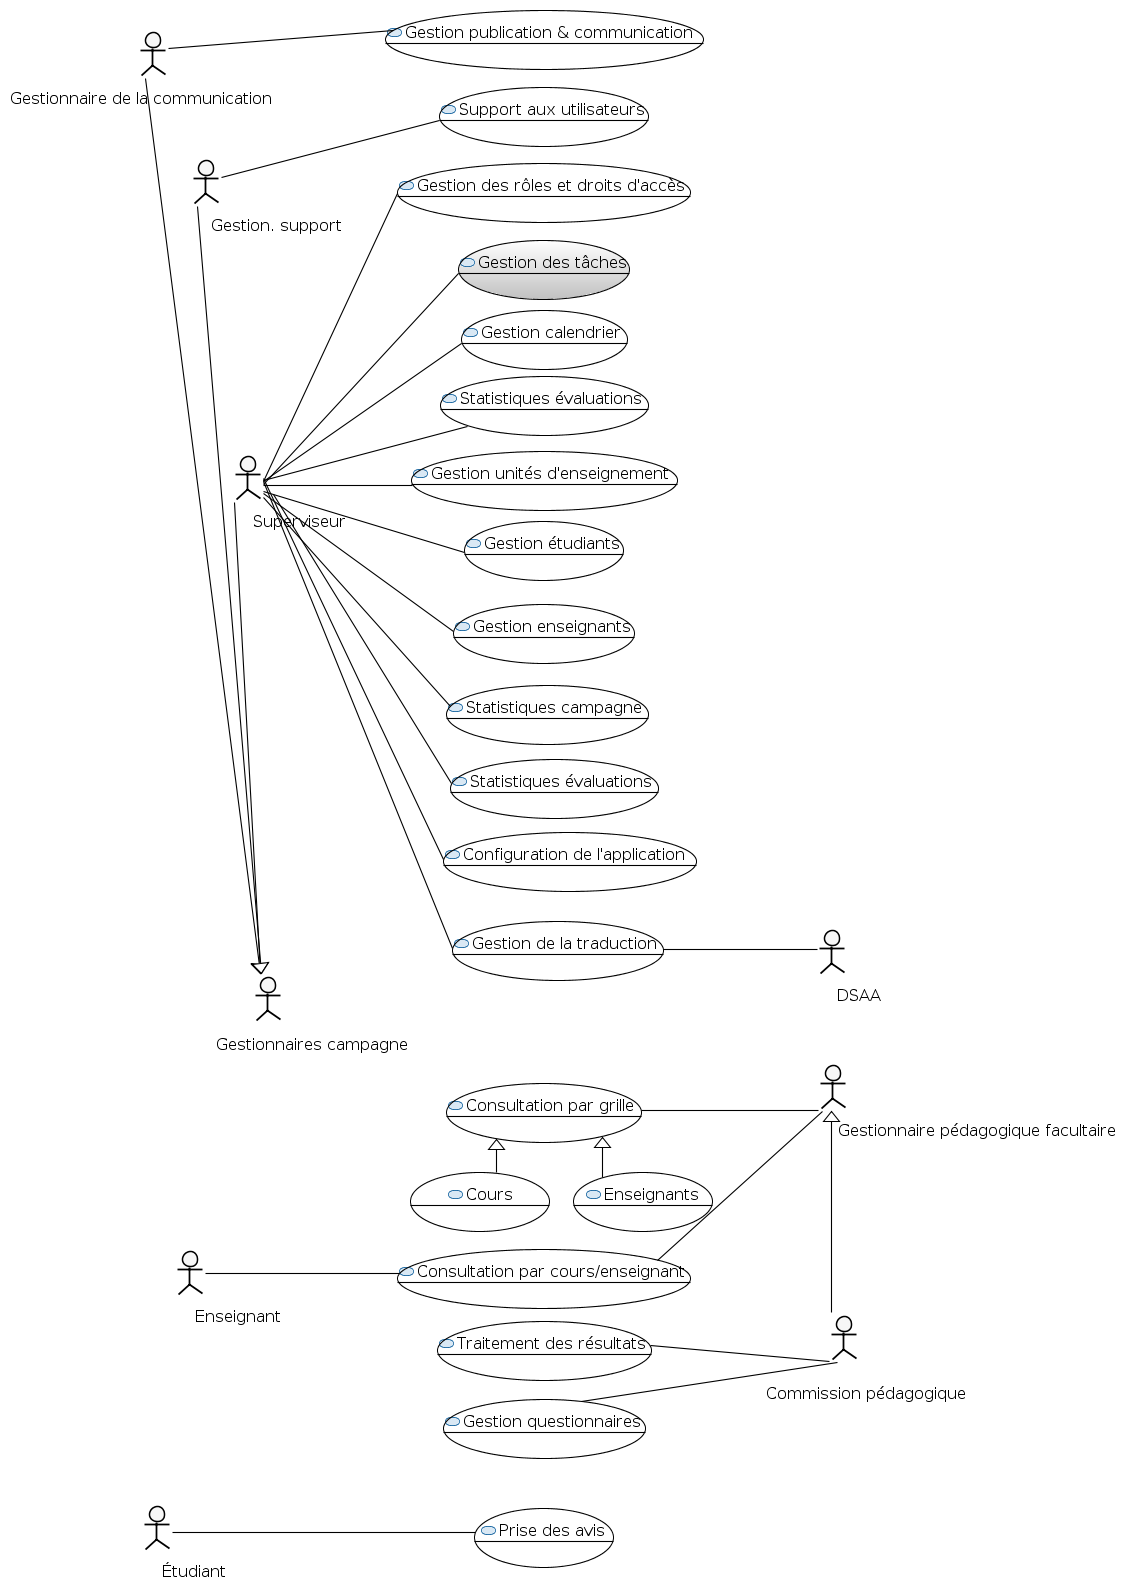 Gestion publication & communication
Gestionnaire de la communication
Support aux utilisateurs
Gestion des rôles et droits d'accès
Gestion. support
Gestion des tâches
Gestion calendrier
Statistiques évaluations
Gestion unités d'enseignement
Superviseur
Gestion étudiants
Gestion enseignants
Statistiques campagne
Statistiques évaluations
Configuration de l'application
Gestion de la traduction
DSAA
Gestionnaires campagne
Consultation par grille
Gestionnaire pédagogique facultaire
Cours
Enseignants
Consultation par cours/enseignant
Enseignant
Traitement des résultats
Commission pédagogique
Gestion questionnaires
Prise des avis
Étudiant